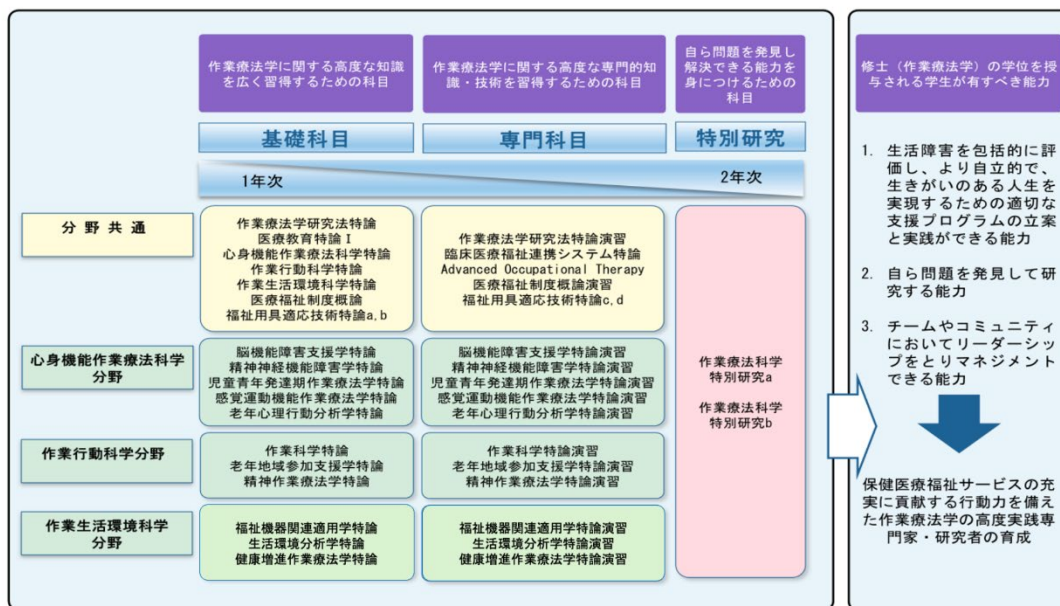 作業療法学に関する高度な知識
を広く習得するための科目
作業療法学に関する高度な専門的知
識・技術を習得するための科目
自ら問題を発見し
解決できる能力を
身につけるための
科目
基礎科目
専門科目
特別研究
1年次
2年次
分野共通
作業療法学研究法特論
医療教育特論Ⅰ
心身機能作業療法科学特論
作業行動科学特論
作業生活環境科学特論
医療福祉制度概論
福祉用具適応技術特論a,b
作業療法学研究法特論演習
臨床医療福祉連携システム特論
Advanced Occupational Therapy
医療福祉制度概論演習
福祉用具適応技術特論c,d
心身機能作業療法科学
分野
脳機能障害支援学特論
精神神経機能障害学特論
児童青年発達期作業療法学特論
感覚運動機能作業療法学特論
老年心理行動分析学特論
脳機能障害支援学特論演習
精神神経機能障害学特論演習
児童青年発達期作業療法学特論演習
感覚運動機能作業療法学特論演習
老年心理行動分析学特論演習
作業行動科学分野
作業科学特論
老年地域参加支援学特論
精神作業療法学特論
作業科学特論演習
老年地域参加支援学特論演習
精神作業療法学特論演習
作業生活環境科学
分野
福祉機器関連適用学特論
生活環境分析学特論
健康増進作業療法学特論
福祉機器関連適用学特論演習
生活環境分析学特論演習
健康増進作業療法学特論演習
作業療法科学
特別研究a
作業療法科学
特別研究b
修士（作業療法学）の学位を授
与される学生が有すべき能力
1. 生活障害を包括的に評
価し、より自立的で、
生きがいのある人生を
実現するための適切な
支援プログラムの立案
と実践ができる能力
2. 自ら問題を発見して研
究する能力
3. チームやコミュニティ
においてリーダーシッ
プをとりマネジメント
できる能力
保健医療福祉サービスの充
実に貢献する行動力を備え
た作業療法学の高度実践専
門家・研究者の育成